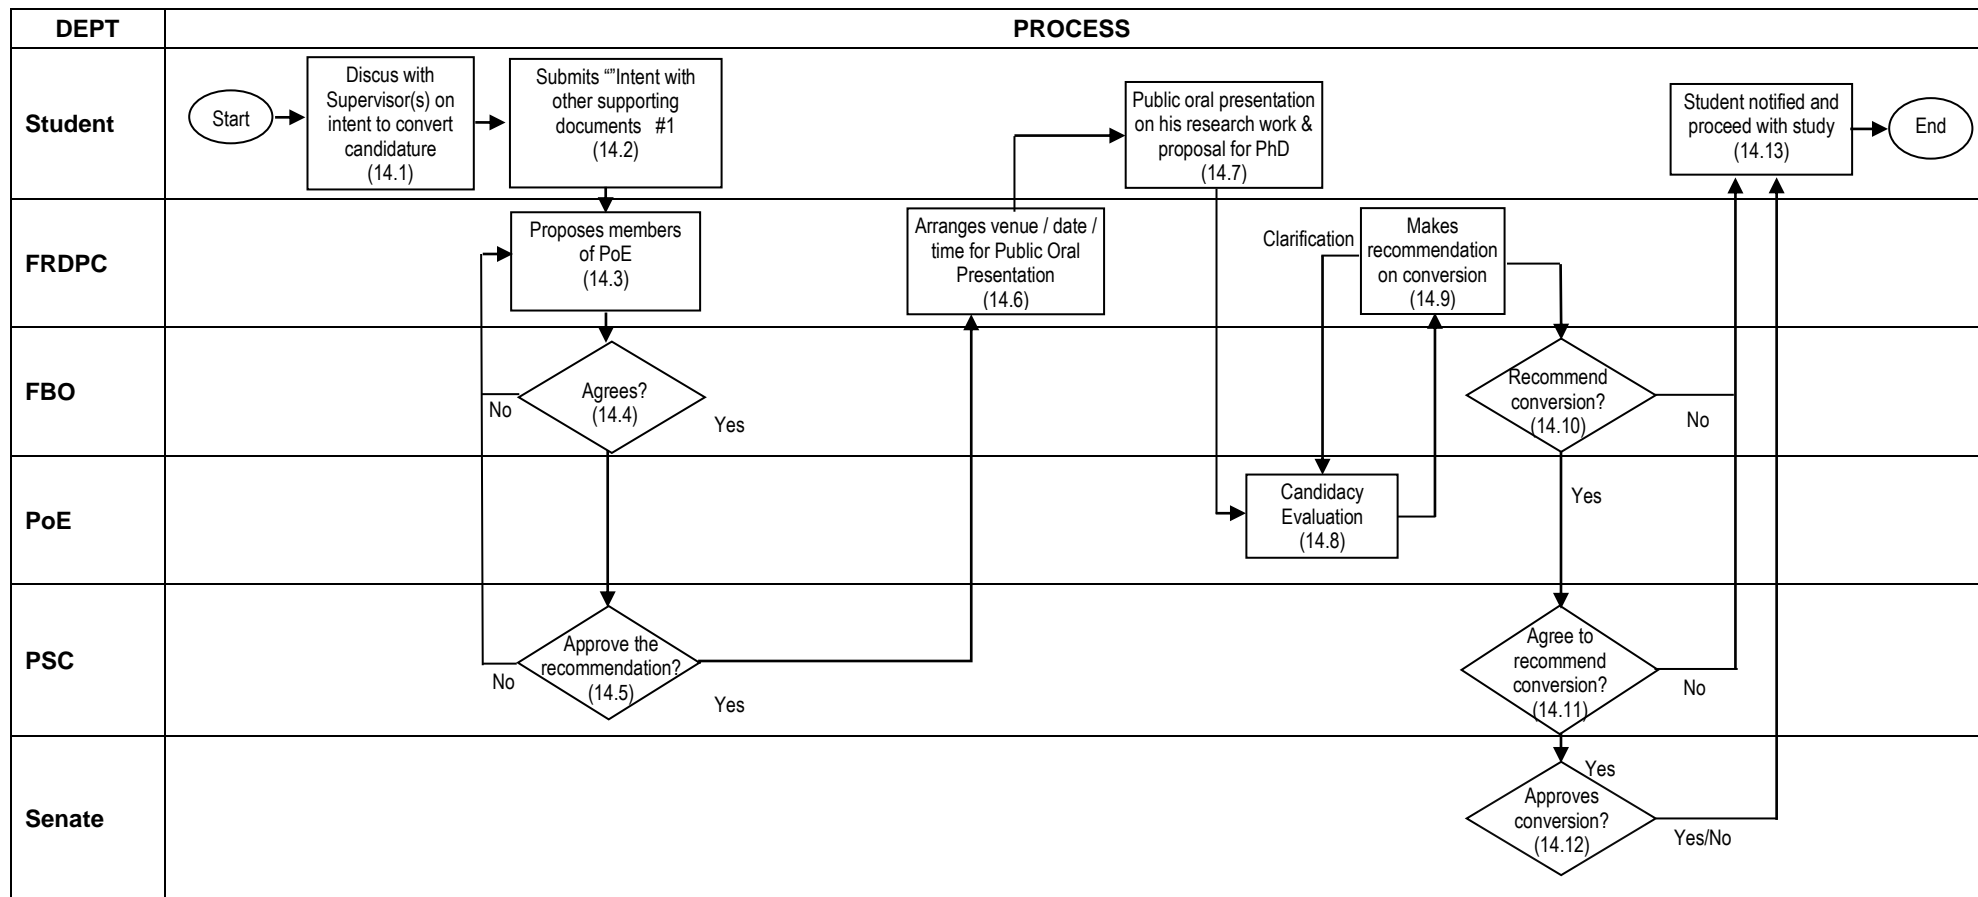 DEPT
PROCESS
Student
Start
Discus with
Supervisor(s) on
intent to convert
candidature
(14.1)
Submits “”Intent with
other supporting
documents #1
(14.2)
Public oral presentation
on his research work &
proposal for PhD
(14.7)
Student notified and
proceed with study
(14.13)
End
FRDPC
Proposes members
of PoE
(14.3)
Arranges venue / date /
time for Public Oral
Presentation
(14.6)
Clarification
Makes
recommendation
on conversion
(14.9)
FBO
Agrees?
(14.4)
No
Yes
Recommend
conversion?
(14.10)
No
Yes
PoE
Candidacy
Evaluation
(14.8)
PSC
Approve the
recommendation?
(14.5)
No
Yes
Agree to
recommend
conversion?
(14.11)
No
Yes
Senate
Approves
conversion?
(14.12)
Yes/No